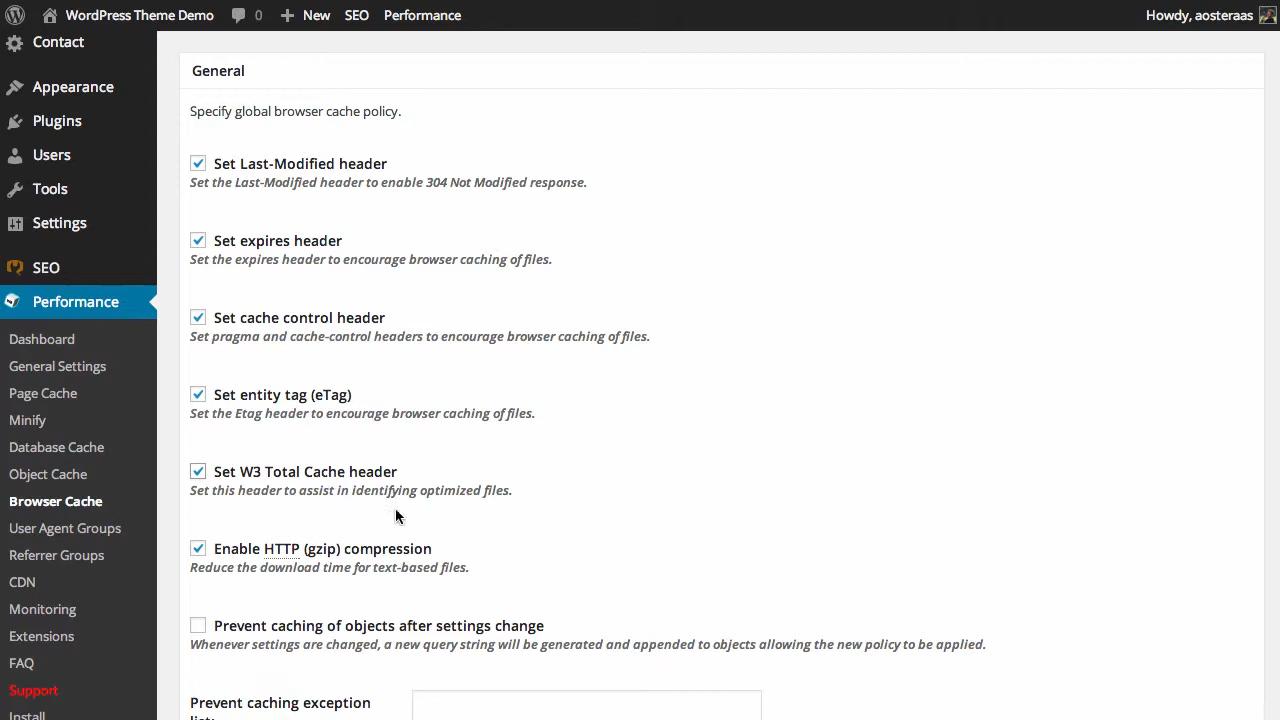 WordPress Theme Demo 0 New SEO Performance Howdy, aosteraas
Contact
Appearance
Plugins
Users
Tools
Settings
SEO
Performance
Dashboard
General Settings
Page Cache
Minify
Database Cache
Object Cache
Browser Cache
User Agent Groups
Referrer Groups
CDN
Monitoring
Extensions
FAQ
Support
Install
General
Specify global browser cache policy.
Set Last-Modified header
Set the Last-Modified header to enable 304 Not Modified response.
Set expires header
Set the expires header to encourage browser caching of files.
Set cache control header
Set pragma and cache-control headers to encourage browser caching of files.
Set entity tag (eTag)
Set the Etag header to encourage browser caching of files.
Set W3 Total Cache header
Set this header to assist in identifying optimized files.
Enable HTTP (gzip) compression
Reduce the download time for text-based files.
Prevent caching of objects after settings change
Whenever settings are changed, a new query string will be generated and appended to objects allowing the new policy to be applied.
Prevent caching exception
list: